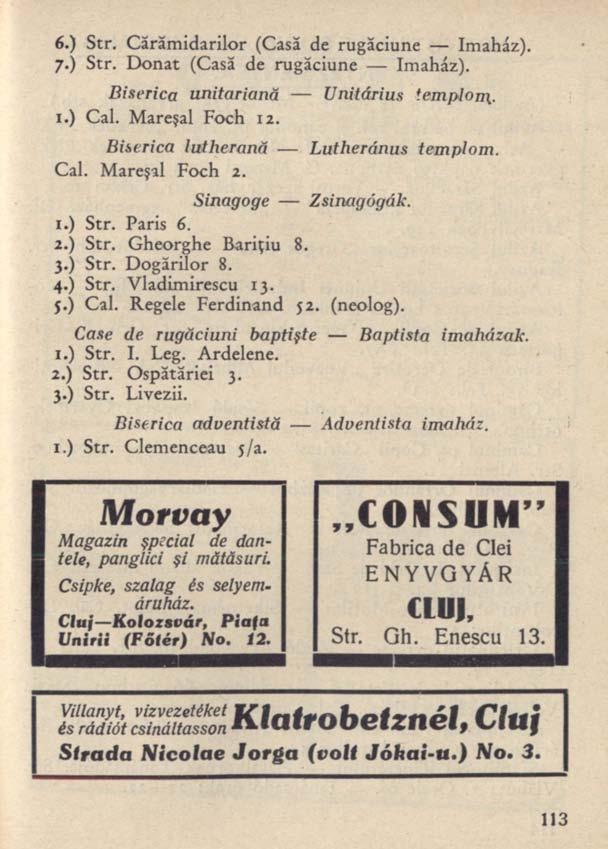 6.) Str. Cărămidarilor (Casă de rugăciune — Imaház).
7.) Str. Donat (Casă de rugăciune — Imaház).
Biserica unitariană — Unitárius templom.
1.) Cal. Mareşal Foch 12.
Biserica lutherană — Lutheránus templom.
Cal. Mareşal Foch 2.
Sinagoge — Zsinagógák.
1.) Str. Paris 6.
2.) Str. Gheorghe Bariţiu 8.
3.) Str. Dogărilor 8.
4.) Str. Vladimirescu 13.
5.) Cal. Regele Ferdinand 52. (neolog).
Case de rugăciuni baptişte — Baptista imaházak.
1.) Str. I. Leg. Ardelene.
2.) Str. Ospătăriei 3.
3.) Str. Livezii.
Biserica adventistă — Adventista imaház.
1.) Str. Clemenceau 5/a.
Morvay
Magazin special de dan-
tele, panglici şi mătăsuri.
Csipke, szalag és selyem-
áruház.
Cluj—Kolozsvár, Piaţa
Unirii (Főtér) No. 12.
„CONSUM”
Fabrica de Clei
ENYVGYÁR
CLUJ,
Str. Gh. Enescu 13.
Villanyt, vizvezetéket
és rádiót csináltasson
Klatrobetznél, Cluj
Strada Nicolae Jorga (volt Jókai-u.) No. 3.
113